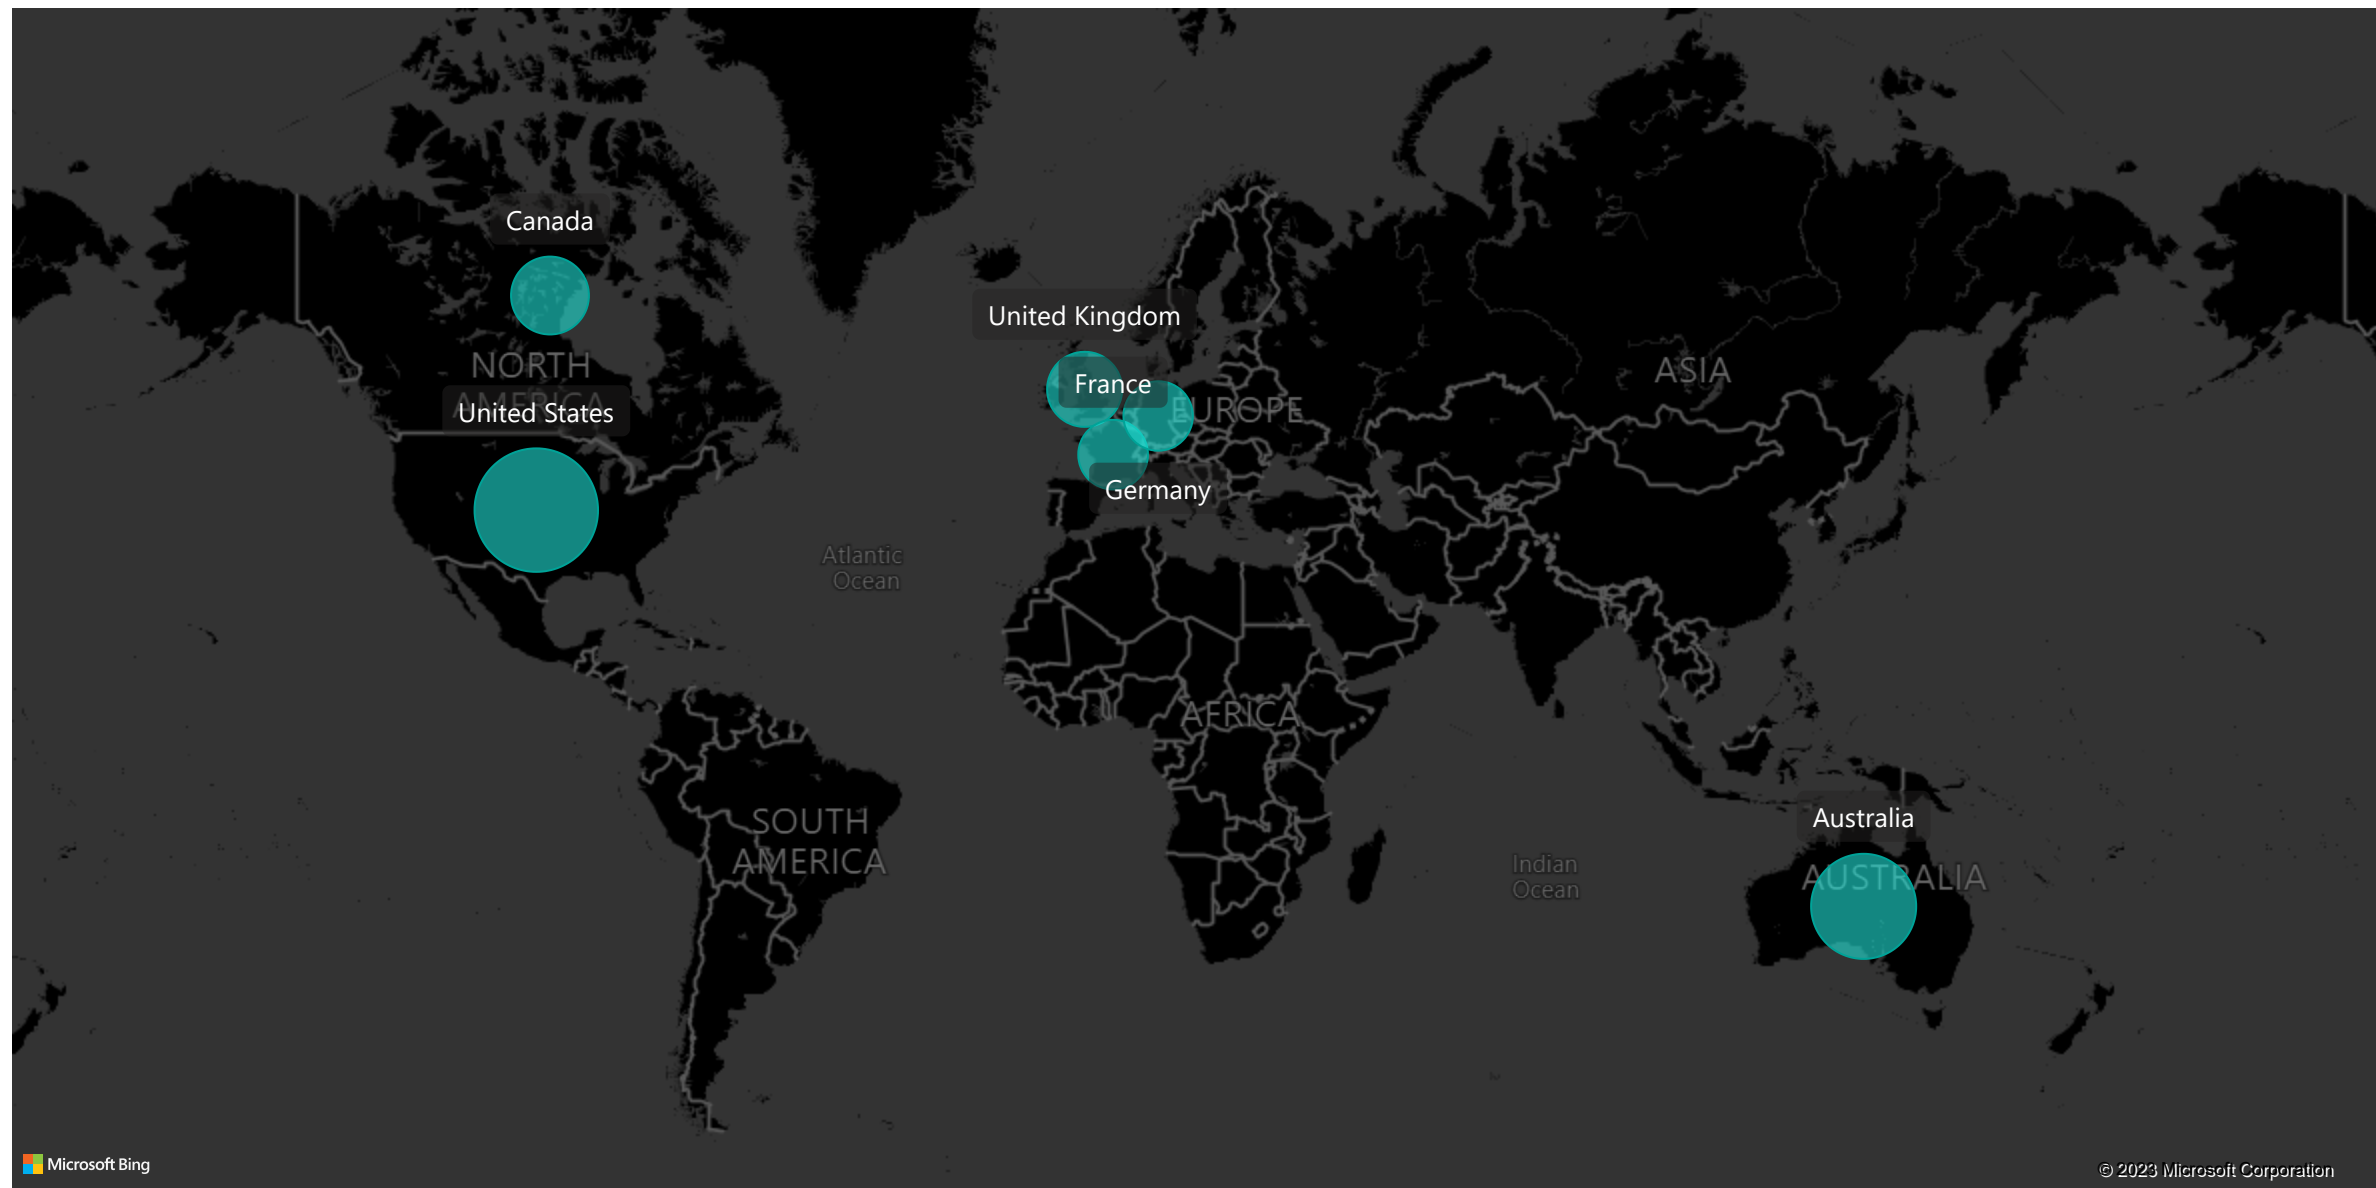 Canada
United Kingdom
NORTH
AMERICA
United States
France
EUROPE
ASIA
Germany
Atlantic
Ocean
AFRICA
SOUTH
AMERICA
Australia
AUSTRALIA
Indian
Ocean
Microsoft Bing
© 2023 Microsoft Corporation